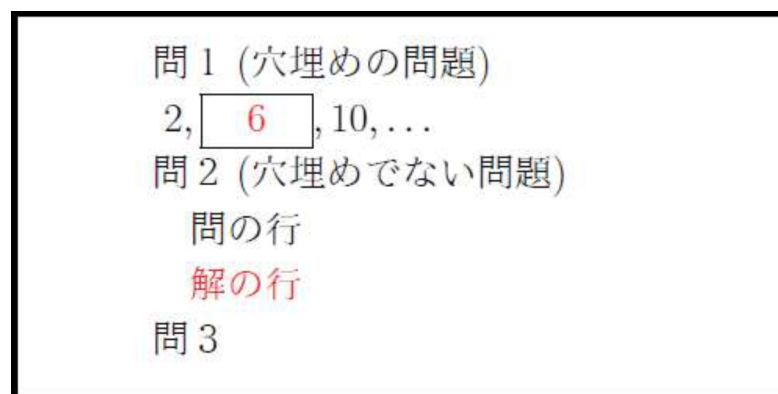 問 1 (穴埋めの問題)
2, 6 , 10, . . .
問 2 (穴埋めでない問題)
問の行
解の行
問 3